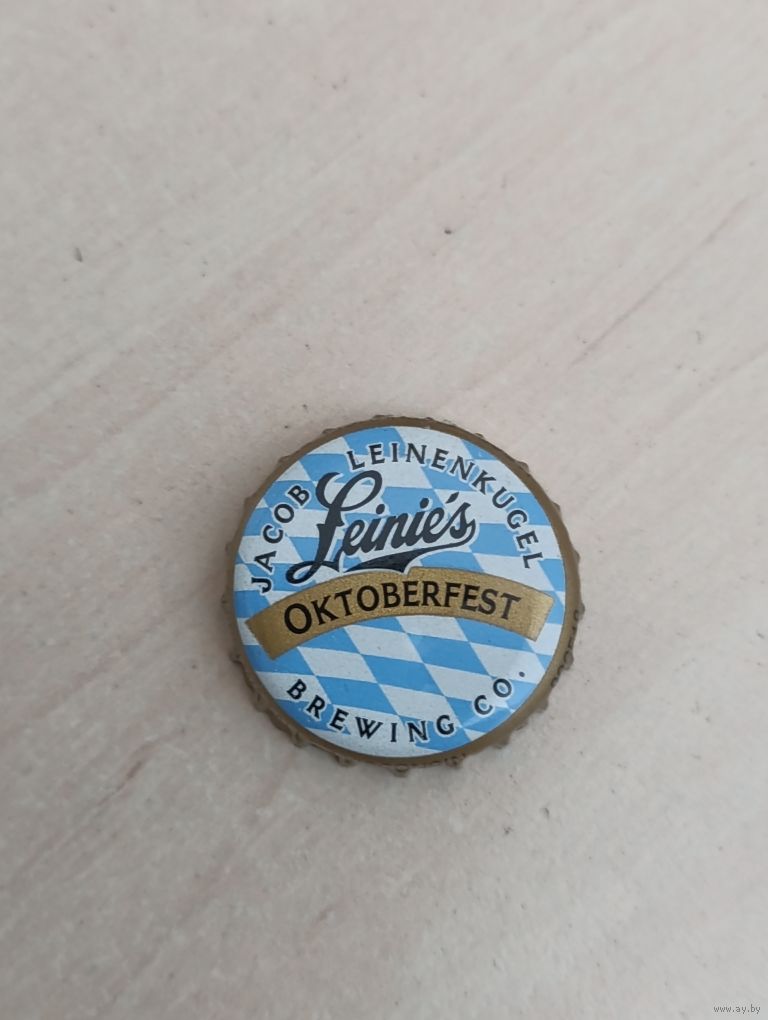 JACOB LEINENKUGEL
Leinie's
OKTOBERFEST
BREWING CO.
www.ay.by